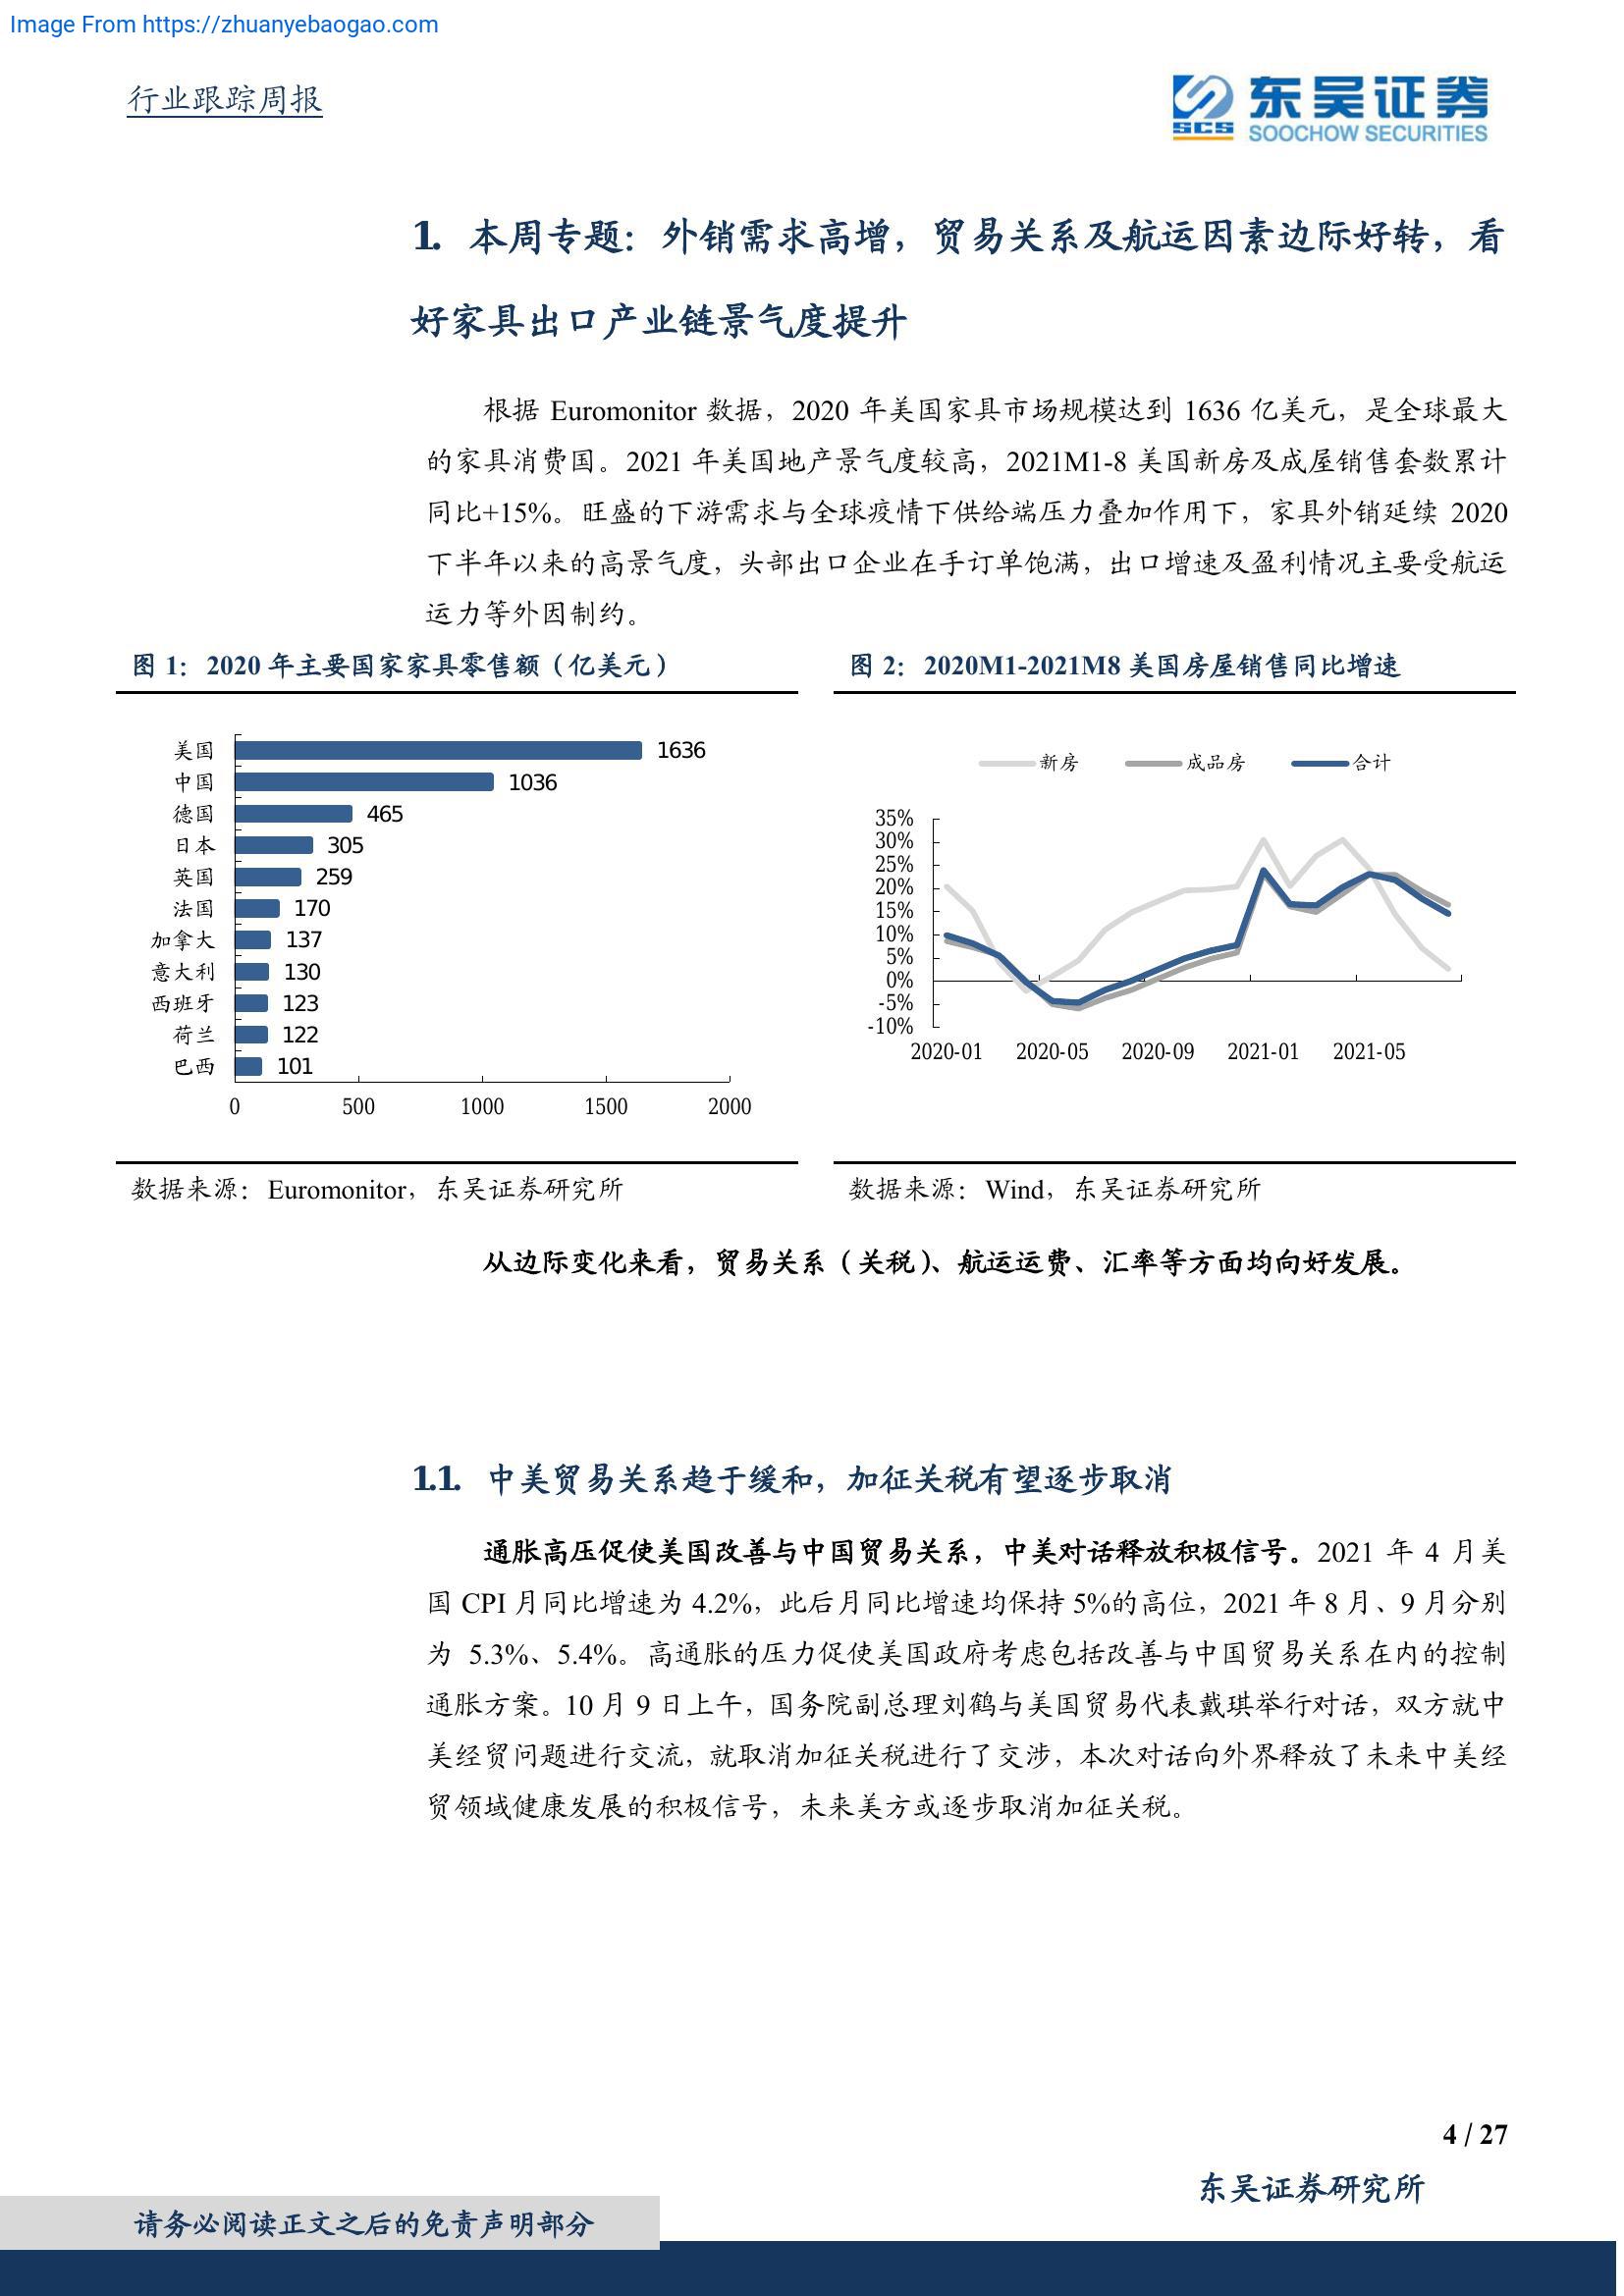 Image From https://zhuanyebaogao.com
行业跟踪周报
SCS
东吴证券
SOOCHOW SECURITIES
1. 本周专题：外销需求高增，贸易关系及航运因素边际好转，看
好家具出口产业链景气度提升
根据 Euromonitor 数据，2020 年美国家具市场规模达到 1636 亿美元，是全球最大
的家具消费国。2021 年美国地产景气度较高，2021M1-8 美国新房及成屋销售套数累计
同比+15%。旺盛的下游需求与全球疫情下供给端压力叠加作用下，家具外销延续 2020
下半年以来的高景气度，头部出口企业在手订单饱满，出口增速及盈利情况主要受航运
运力等外因制约。
图 1： 2020 年主要国家家具零售额（亿美元）
美国 1636
中国 1036
德国 465
日本 305
英国 259
法国 170
加拿大 137
意大利 130
西班牙 123
荷兰 122
巴西 101
0 500 1000 1500 2000
数据来源： Euromonitor， 东吴证券研究所
图 2： 2020M1-2021M8 美国房屋销售同比增速
新房 成品房 合计
35%
30%
25%
20%
15%
10%
5%
0%
-5%
-10%
2020-01 2020-05 2020-09 2021-01 2021-05
数据来源： Wind， 东吴证券研究所
从边际变化来看，贸易关系（关税）、航运运费、汇率等方面均向好发展。
1.1. 中美贸易关系趋于缓和，加征关税有望逐步取消
通胀高压促使美国改善与中国贸易关系，中美对话释放积极信号。2021 年 4 月美
国 CPI 月同比增速为 4.2%，此后月同比增速均保持 5%的高位，2021 年 8 月、9 月分别
为 5.3%、5.4%。高通胀的压力促使美国政府考虑包括改善与中国贸易关系在内的控制
通胀方案。10 月 9 日上午，国务院副总理刘鹤与美国贸易代表戴琪举行对话，双方就中
美经贸问题进行交流，就取消加征关税进行了交涉，本次对话向外界释放了未来中美经
贸领域健康发展的积极信号，未来美方或逐步取消加征关税。
4 / 27
东吴证券研究所
请务必阅读正文之后的免责声明部分